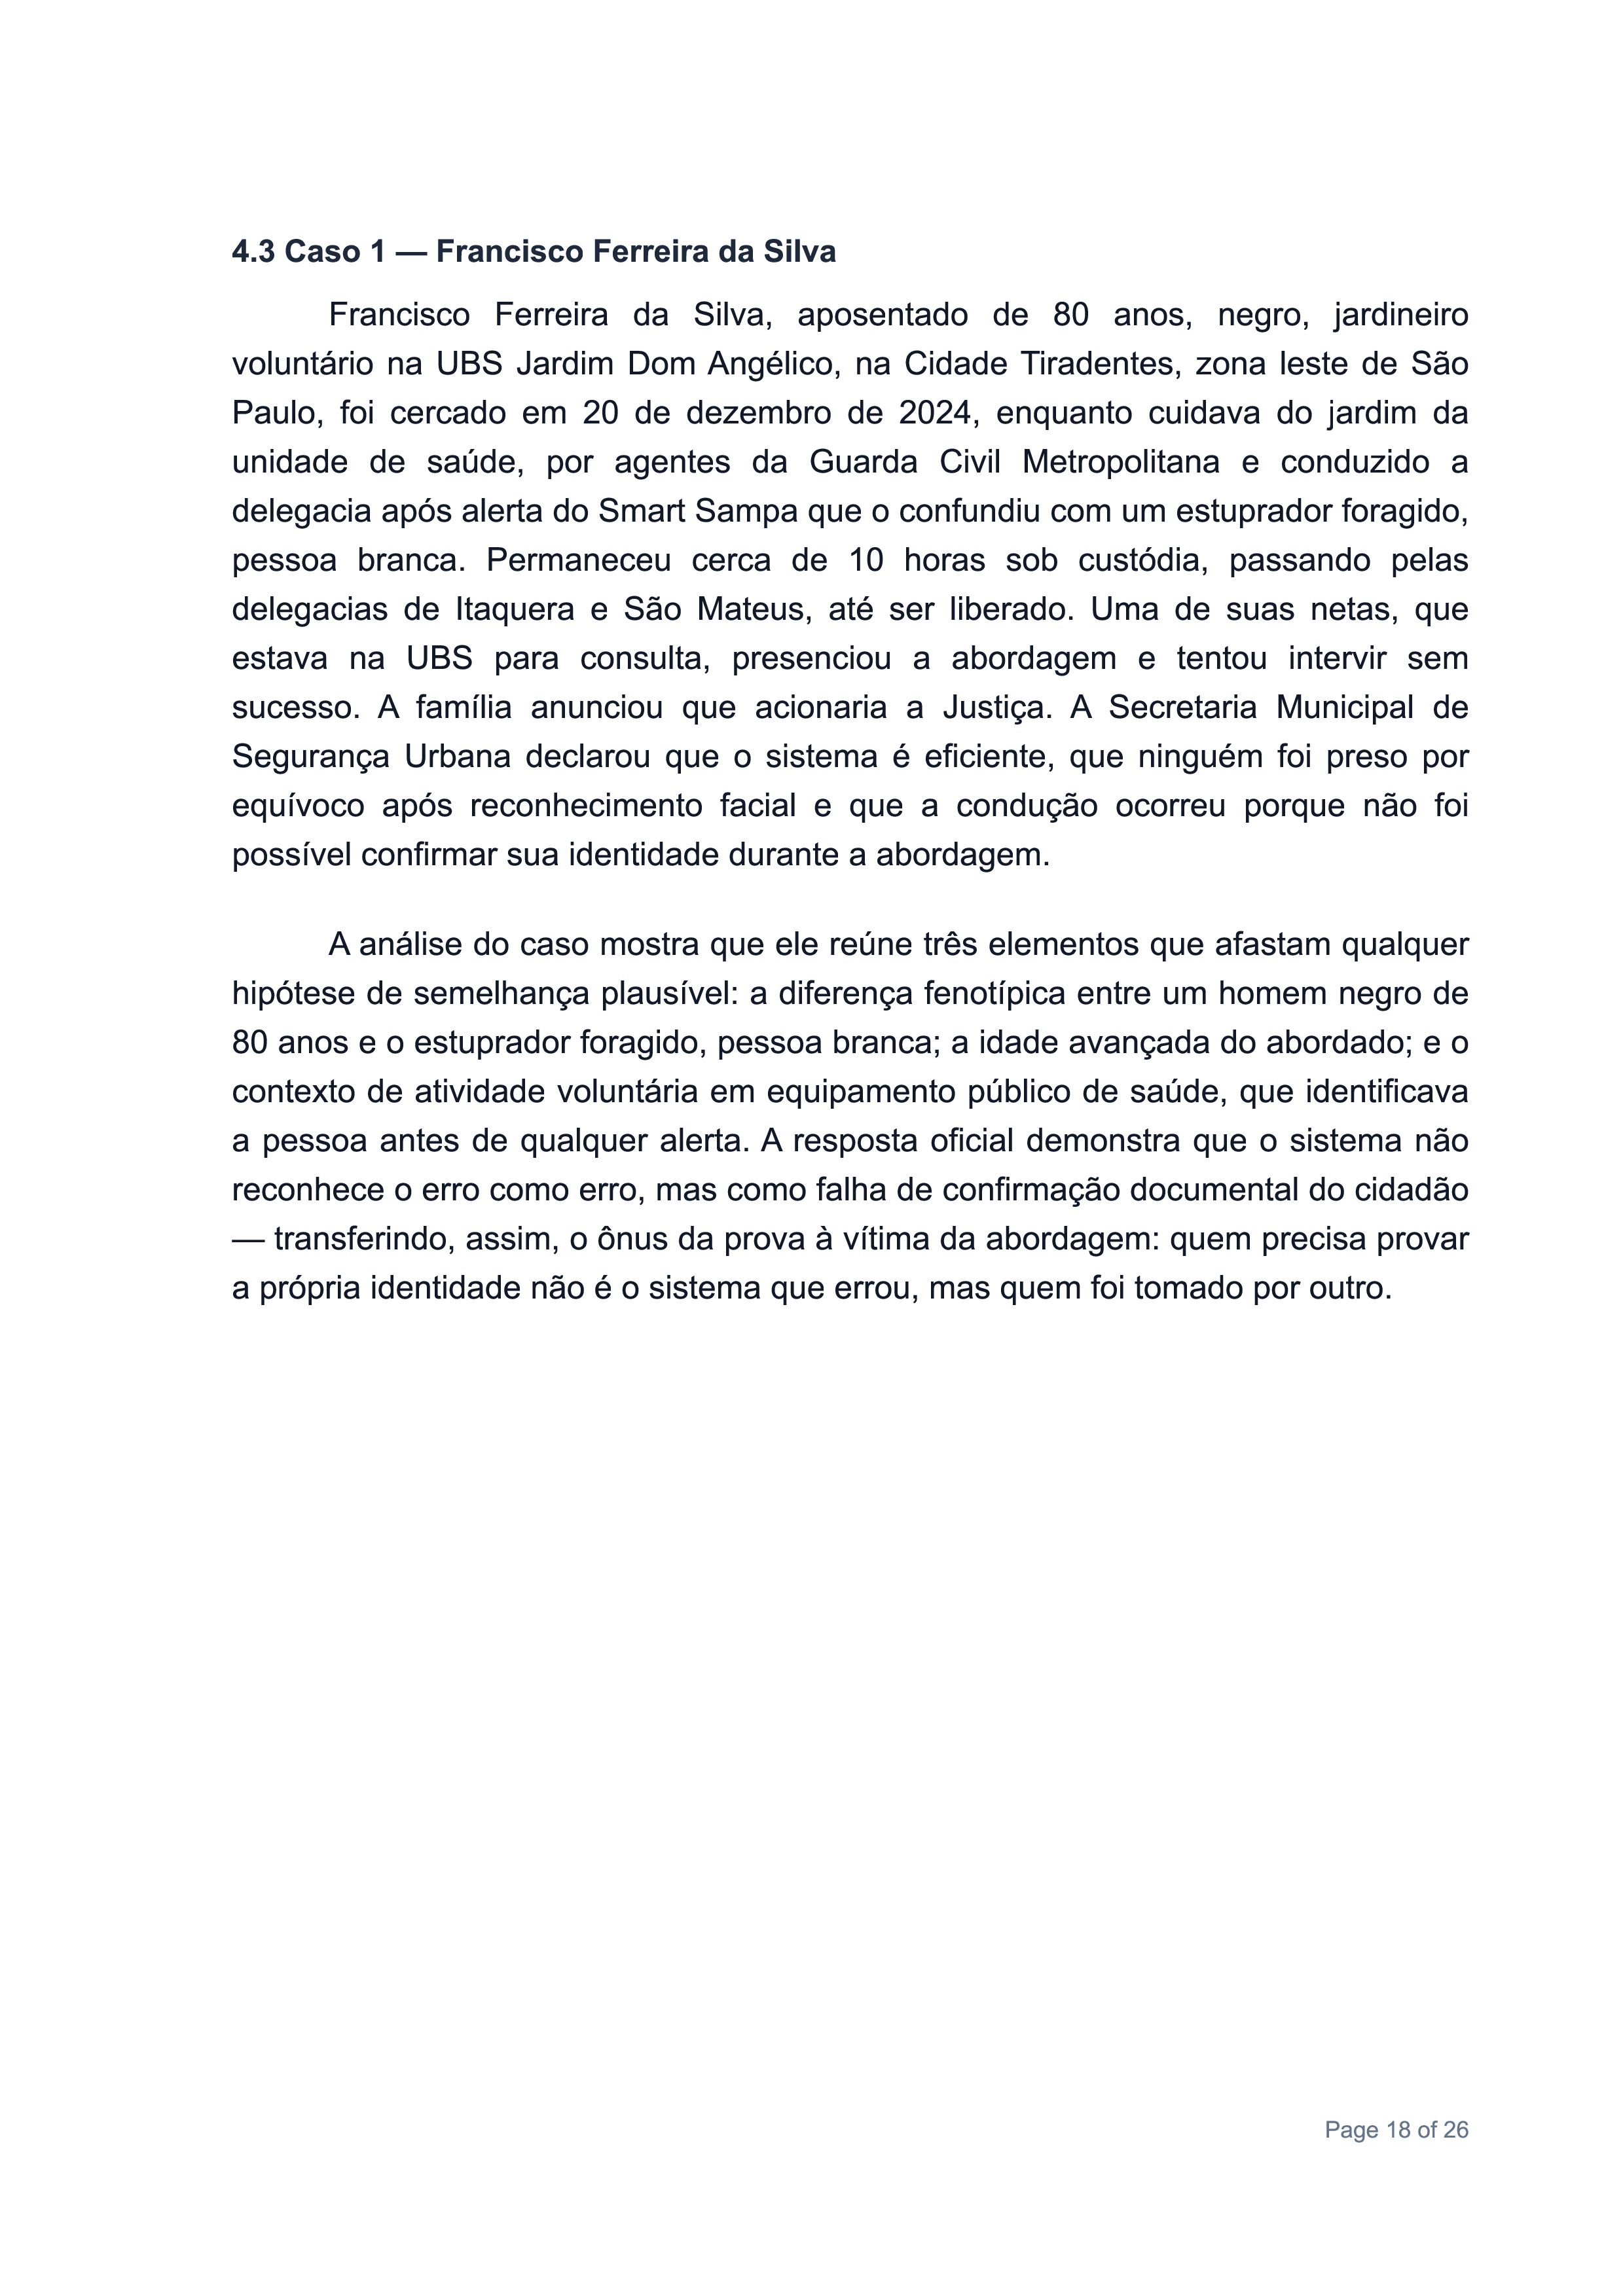 4.3 Caso 1 — Francisco Ferreira da Silva
Francisco Ferreira da Silva, aposentado de 80 anos, negro, jardineiro
voluntário na UBS Jardim Dom Angélico, na Cidade Tiradentes, zona leste de São
Paulo, foi cercado em 20 de dezembro de 2024, enquanto cuidava do jardim da
unidade de saúde, por agentes da Guarda Civil Metropolitana e conduzido a
delegacia após alerta do Smart Sampa que o confundiu com um estuprador foragido,
pessoa branca. Permaneceu cerca de 10 horas sob custódia, passando pelas
delegacias de Itaquera e São Mateus, até ser liberado. Uma de suas netas, que
estava na UBS para consulta, presenciou a abordagem e tentou intervir sem
sucesso. A família anunciou que acionaria a Justiça. A Secretaria Municipal de
Segurança Urbana declarou que o sistema é eficiente, que ninguém foi preso por
equívoco após reconhecimento facial e que a condução ocorreu porque não foi
possível confirmar sua identidade durante a abordagem.
A análise do caso mostra que ele reúne três elementos que afastam qualquer
hipótese de semelhança plausível: a diferença fenotípica entre um homem negro de
80 anos e o estuprador foragido, pessoa branca; a idade avançada do abordado; e o
contexto de atividade voluntária em equipamento público de saúde, que identificava
a pessoa antes de qualquer alerta. A resposta oficial demonstra que o sistema não
reconhece o erro como erro, mas como falha de confirmação documental do cidadão
— transferindo, assim, o ônus da prova à vítima da abordagem: quem precisa provar
a própria identidade não é o sistema que errou, mas quem foi tomado por outro.
Page 18 of 26